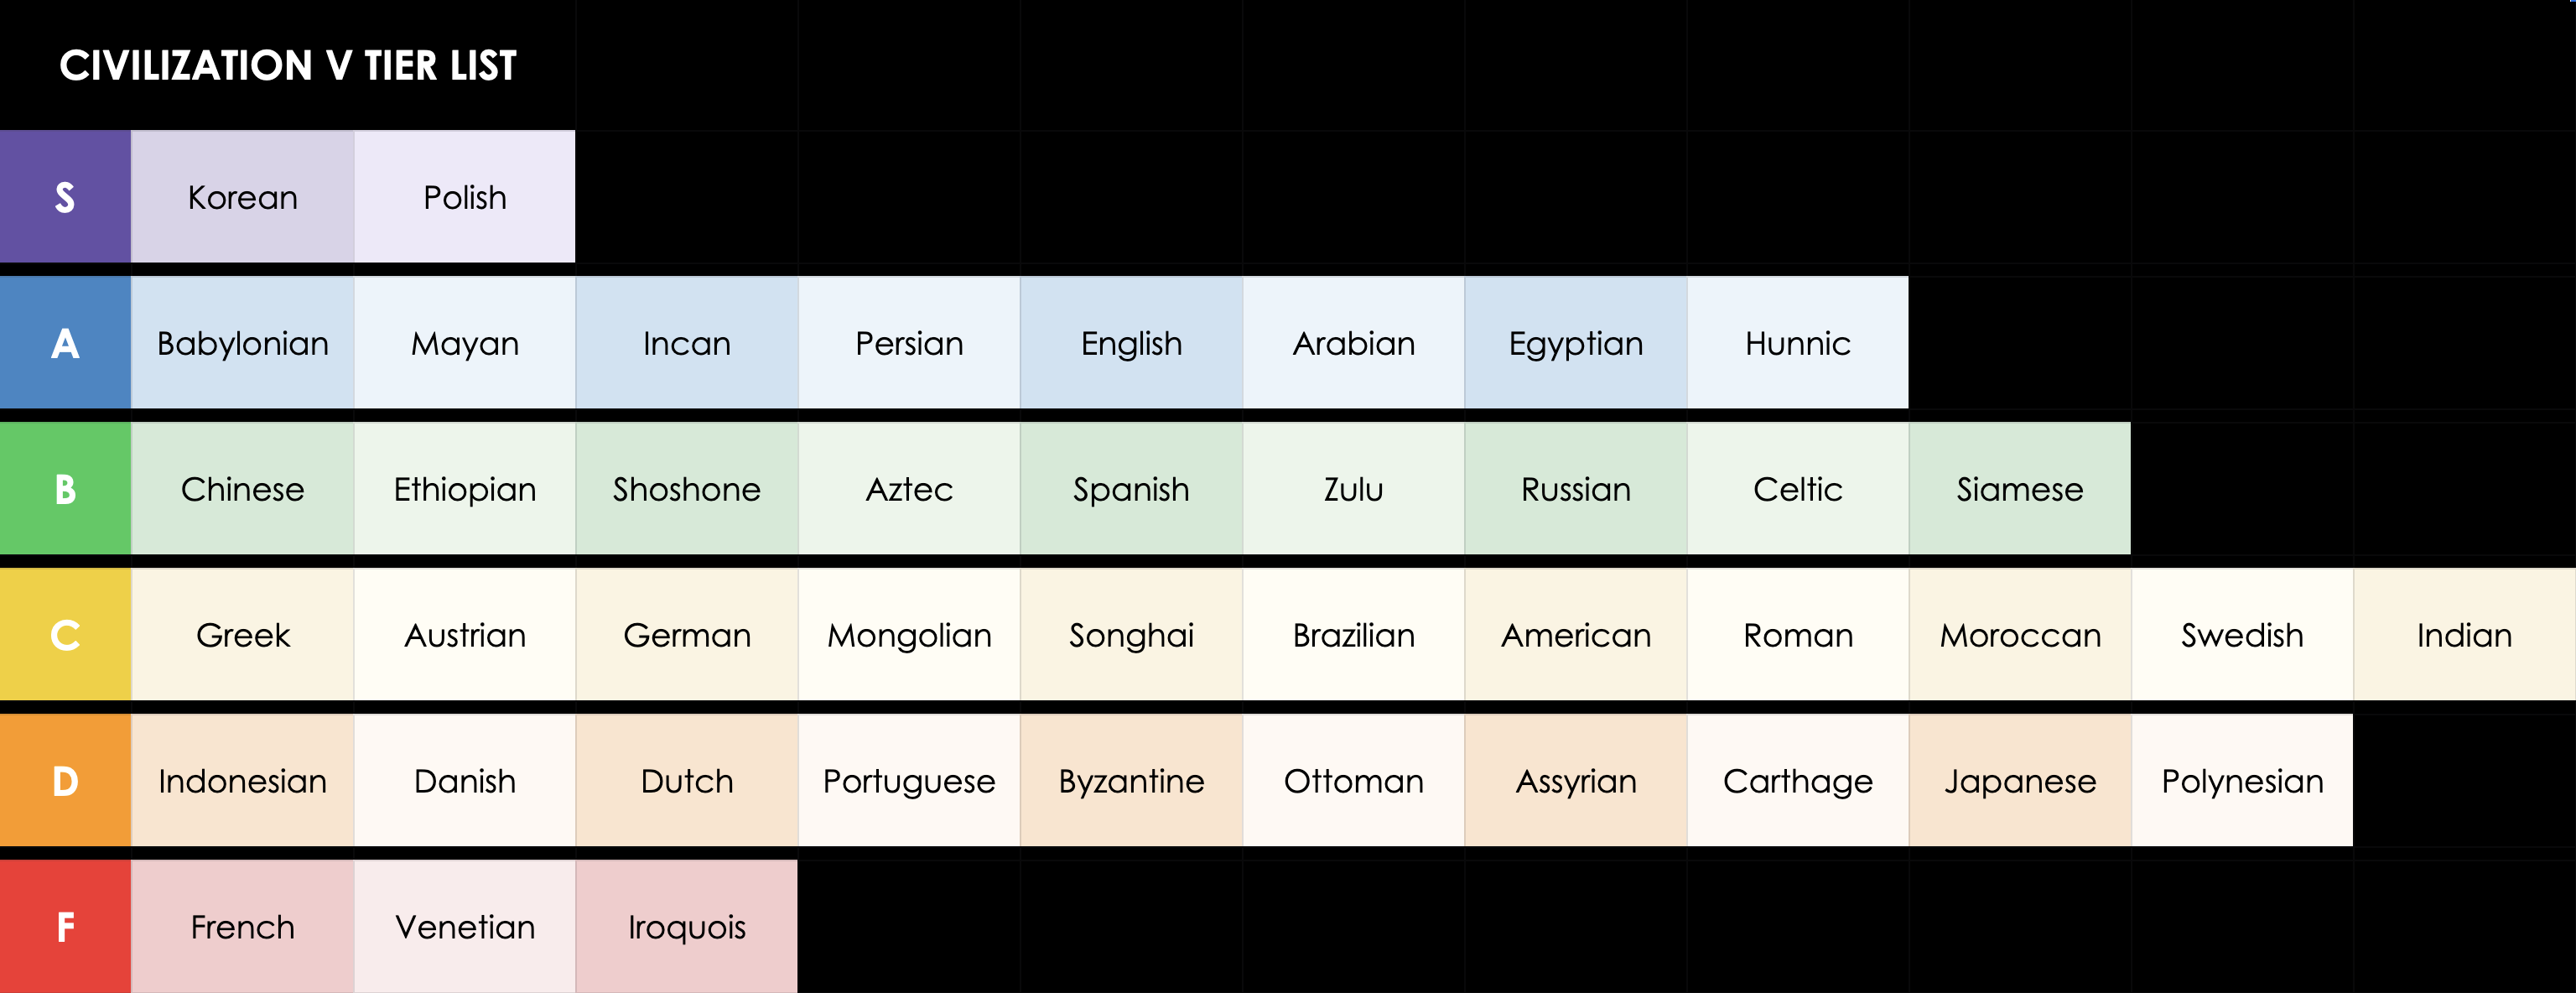 CIVILIZATION V TIER LIST
S Korean Polish
A Babylonian Mayan Incan Persian English Arabian Egyptian Hunnic
B Chinese Ethiopian Shoshone Aztec Spanish Zulu Russian Celtic Siamese
C Greek Austrian German Mongolian Songhai Brazilian American Roman Moroccan Swedish Indian
D Indonesian Danish Dutch Portuguese Byzantine Ottoman Assyrian Carthage Japanese Polynesian
F French Venetian Iroquois